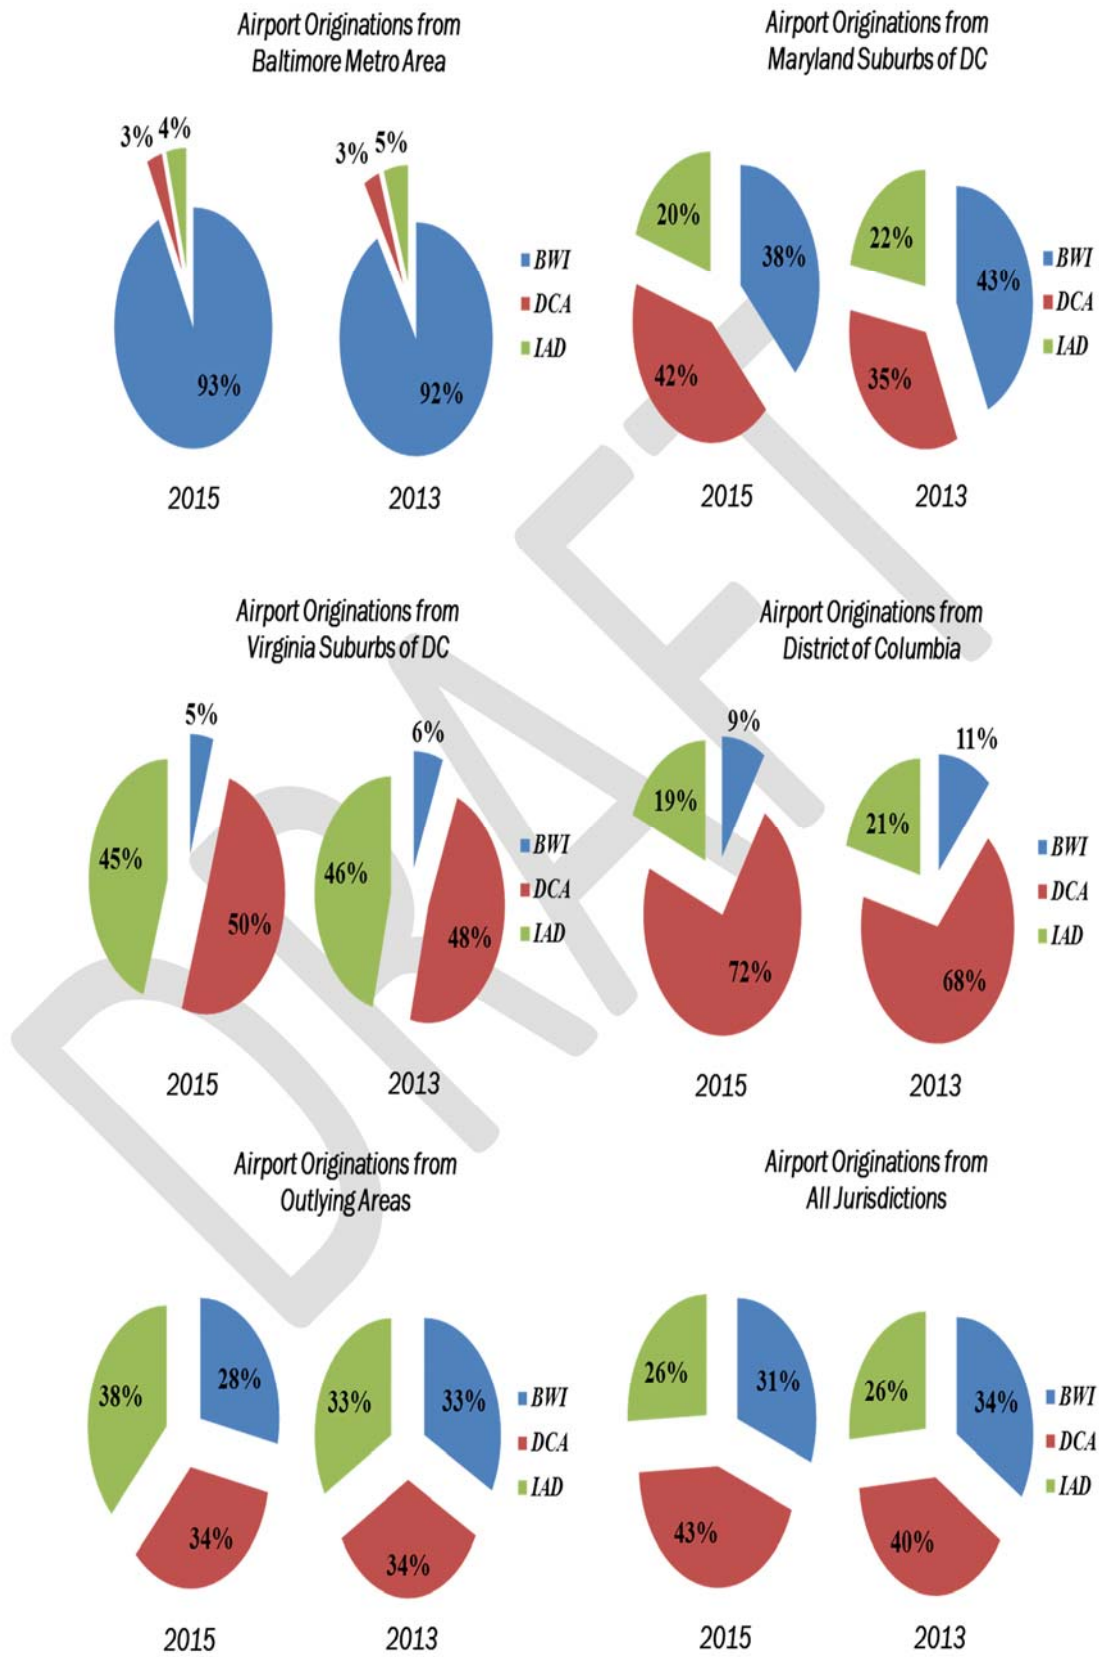 Airport Originations from
Baltimore Metro Area
3% 4%
93%
2015
3% 5%
92%
2013
BWI
DCA
IAD
Airport Originations from
Maryland Suburbs of DC
20%
38%
42%
2015
22%
43%
35%
2013
BWI
DCA
IAD
Airport Originations from
Virginia Suburbs of DC
5%
45%
50%
2015
6%
46%
48%
2013
BWI
DCA
IAD
Airport Originations from
District of Columbia
9%
19%
72%
2015
11%
21%
68%
2013
BWI
DCA
IAD
Airport Originations from
Outlying Areas
38%
28%
34%
2015
33%
33%
34%
2013
BWI
DCA
IAD
Airport Originations from
All Jurisdictions
26%
31%
43%
2015
26%
34%
40%
2013
BWI
DCA
IAD
DRAFT